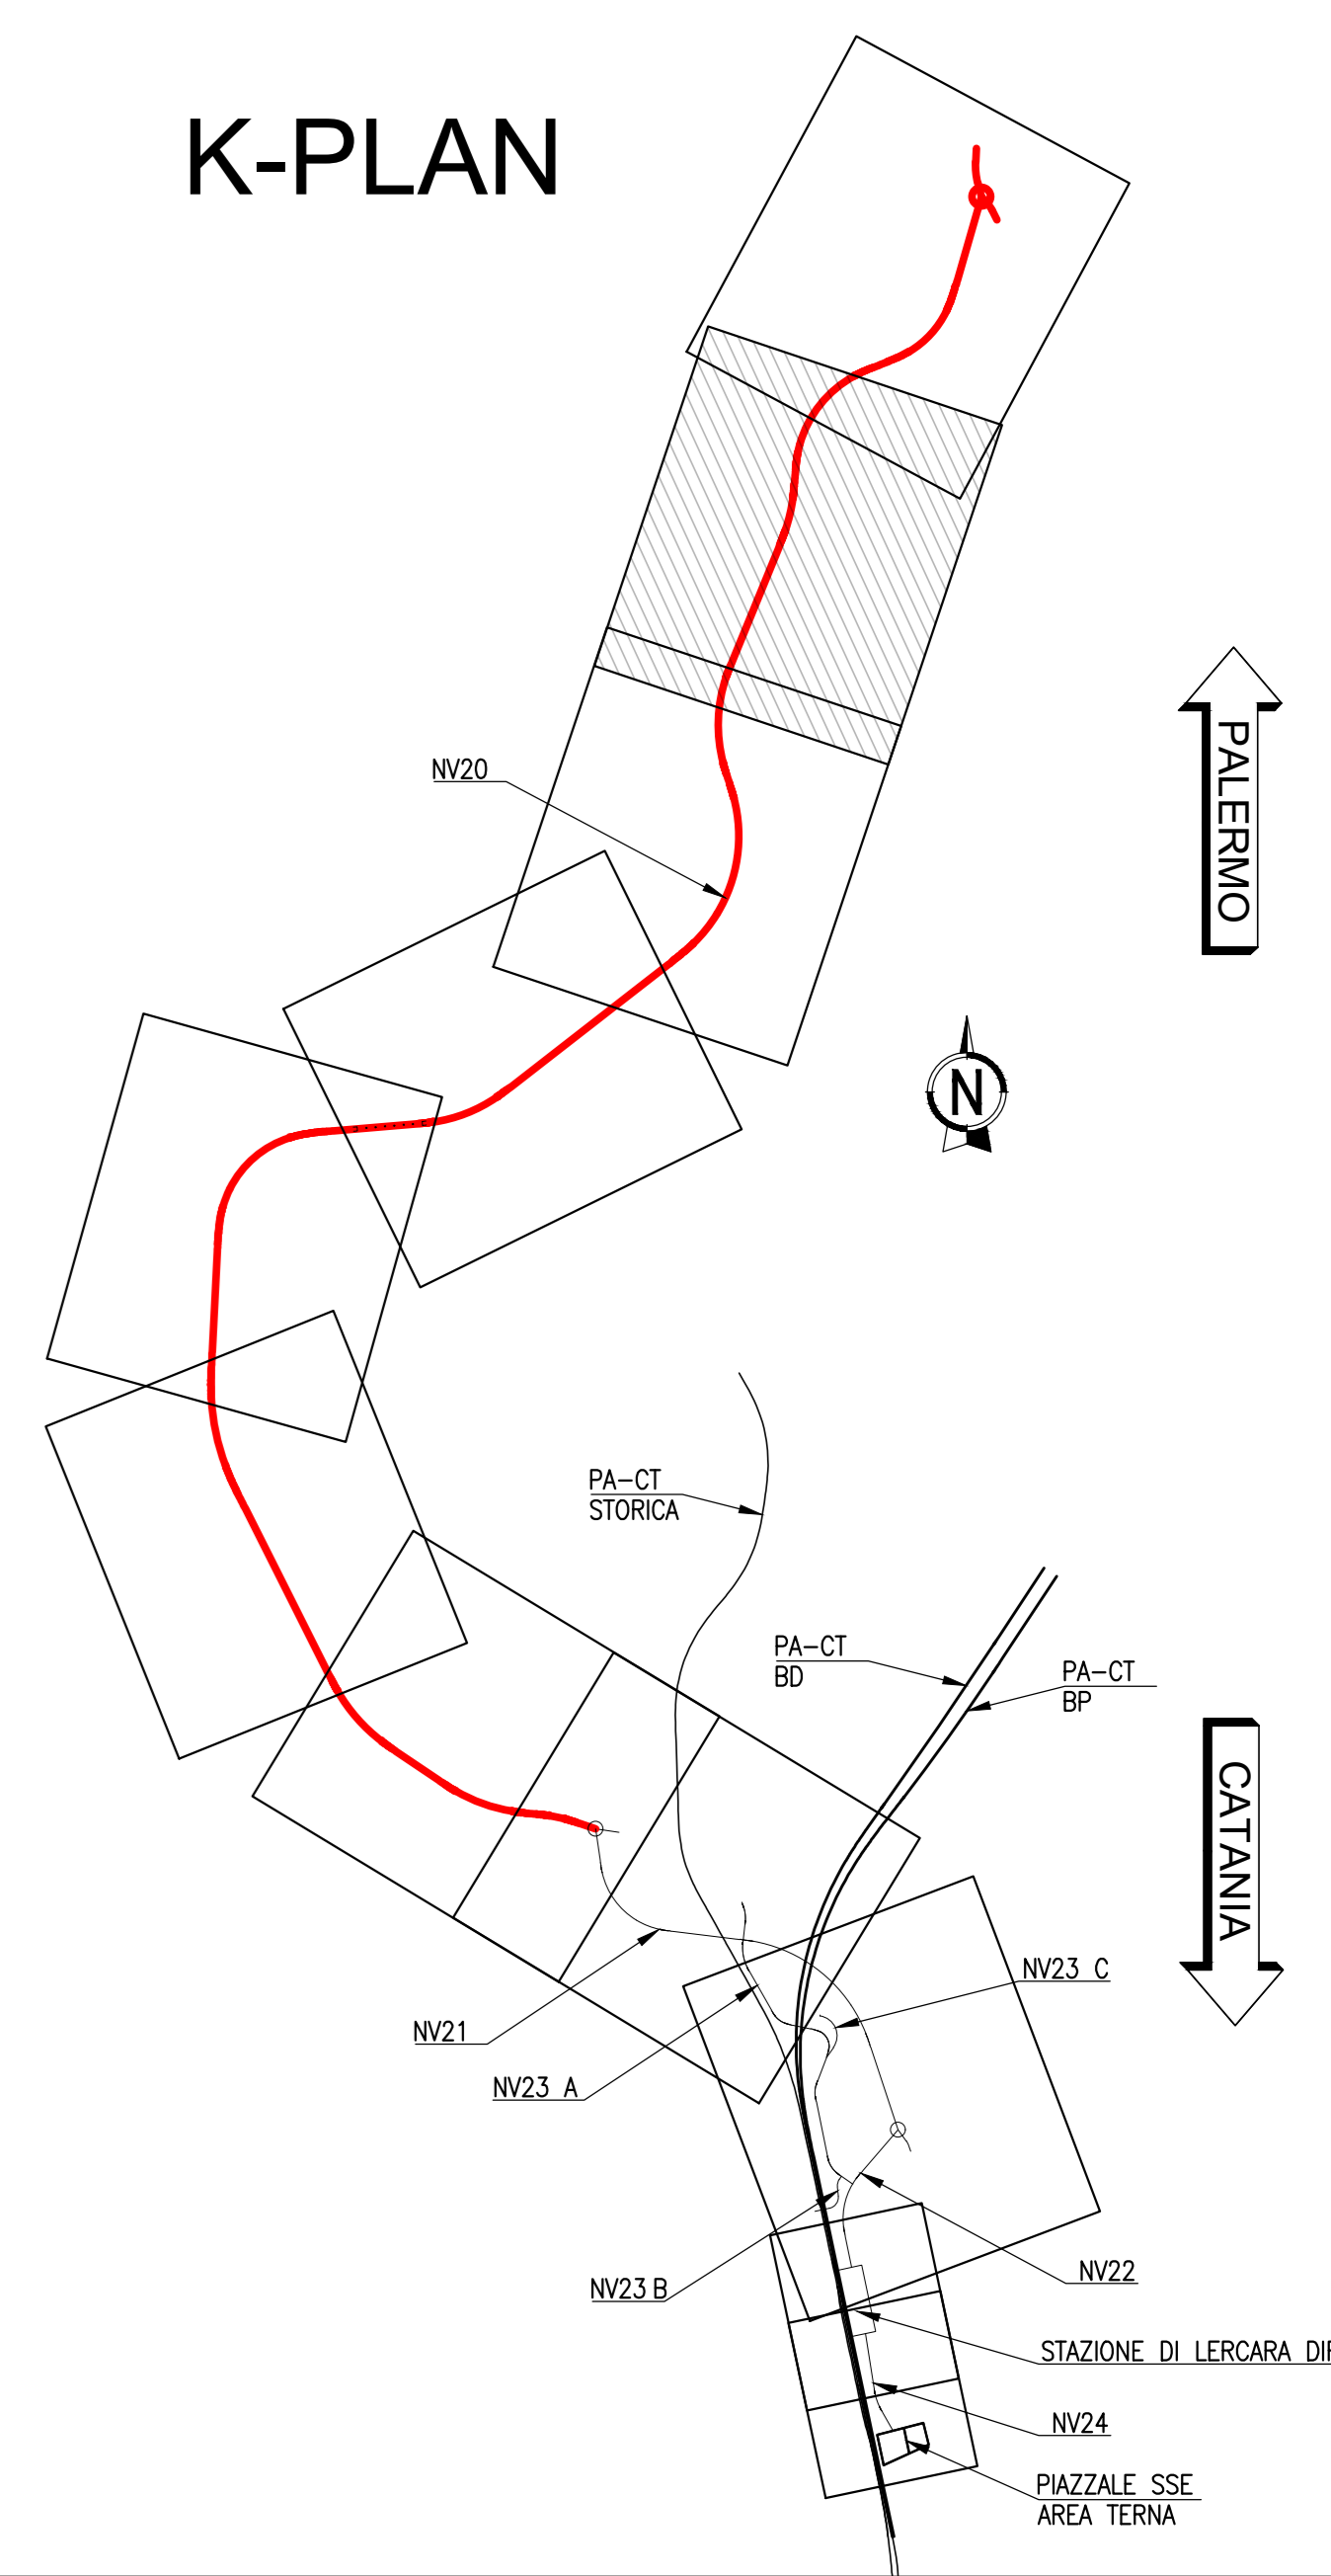 K-PLAN
PALERMO
NV20
N
PA-CT
STORICA
PA-CT
BD
PA-CT
BP
CATANIA
NV23 C
NV21
NV23 A
NV22
NV23 B
STAZIONE DI LERCARA
NV24
PIAZZALE SSE
AREA TERNA